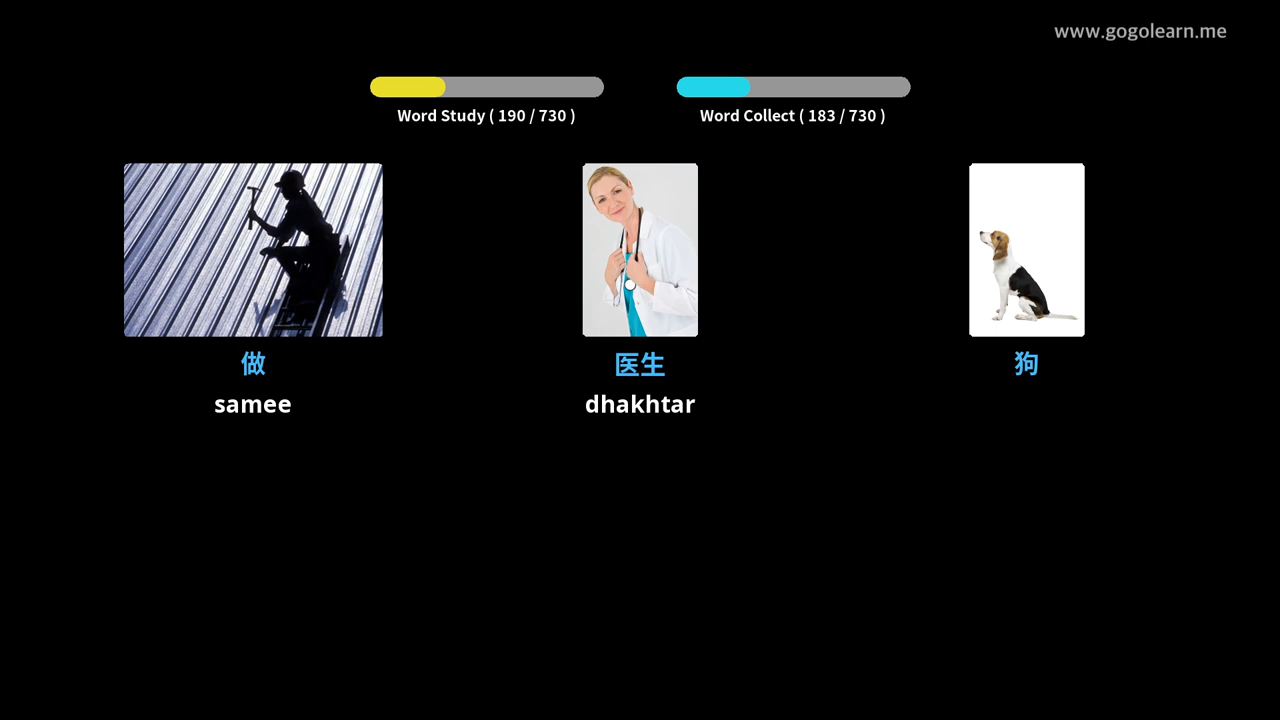 www.gogolearn.me
Word Study ( 190 / 730 )
Word Collect ( 183 / 730 )
做
医生
狗
samee
dhakhtar